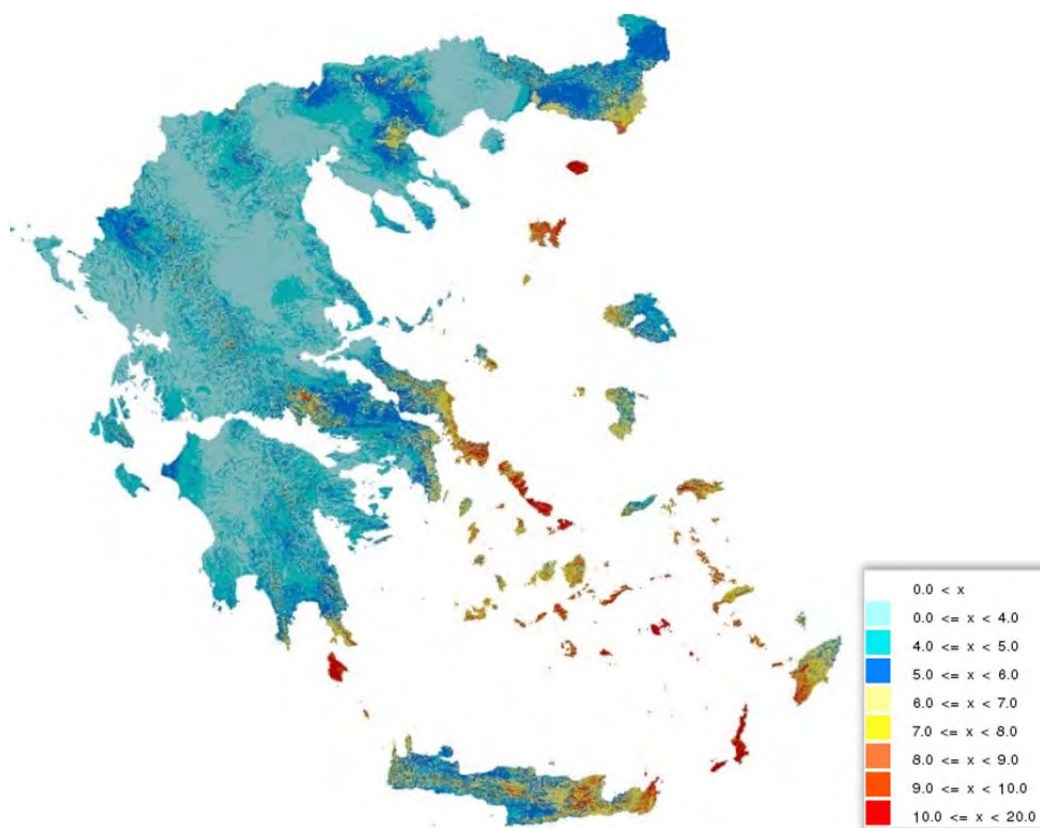 0.0 < x
0.0 <= x < 4.0
4.0 <= x < 5.0
5.0 <= x < 6.0
6.0 <= x < 7.0
7.0 <= x < 8.0
8.0 <= x < 9.0
9.0 <= x < 10.0
10.0 <= x < 20.0